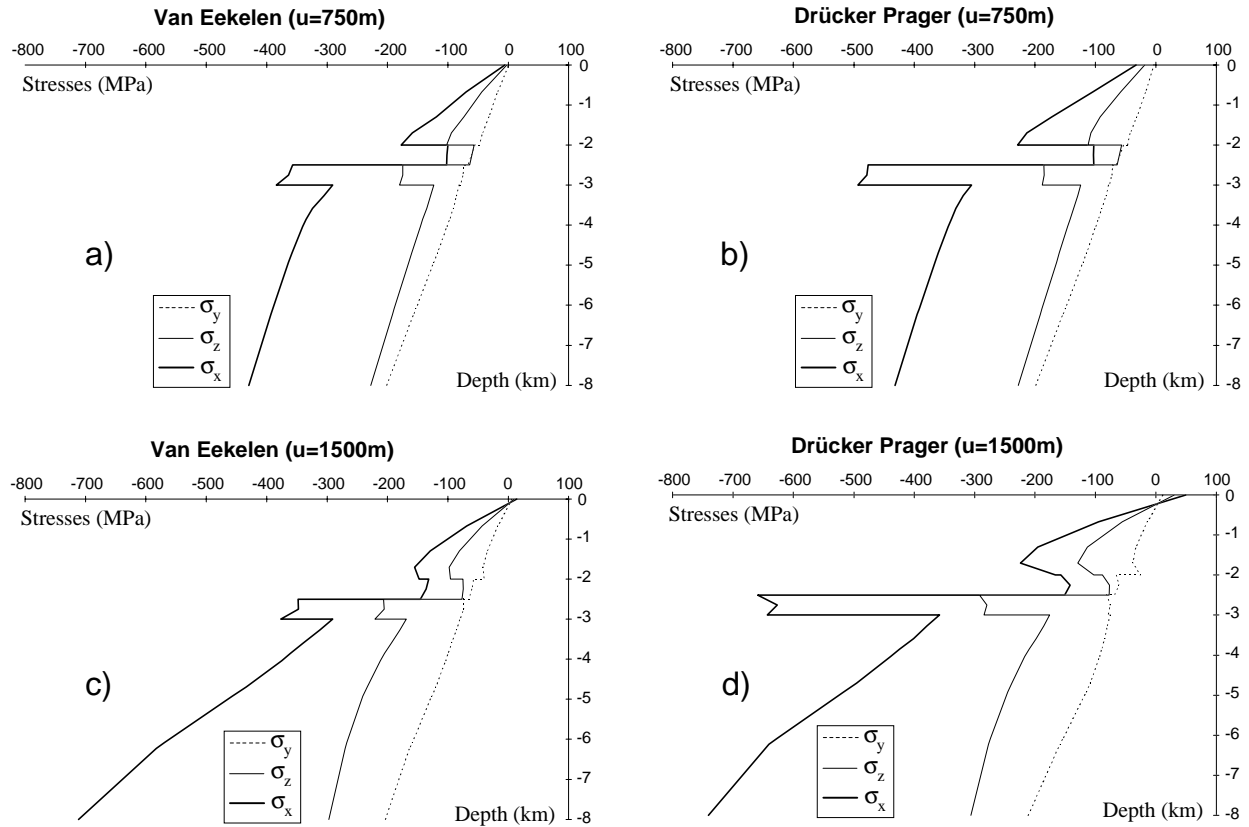 Van Eekelen (u=750m)
-800 -700 -600 -500 -400 -300 -200 -100 0 100
Stresses (MPa)
0
-1
-2
-3
-4
-5
-6
-7
-8
a)
σy
σz
σx
Depth (km)
Drücker Prager (u=750m)
-800 -700 -600 -500 -400 -300 -200 -100 0 100
Stresses (MPa)
0
-1
-2
-3
-4
-5
-6
-7
-8
b)
σy
σz
σx
Depth (km)
Van Eekelen (u=1500m)
-800 -700 -600 -500 -400 -300 -200 -100 0 100
Stresses (MPa)
0
-1
-2
-3
-4
-5
-6
-7
-8
c)
σy
σz
σx
Depth (km)
Drücker Prager (u=1500m)
-800 -700 -600 -500 -400 -300 -200 -100 0 100
Stresses (MPa)
0
-1
-2
-3
-4
-5
-6
-7
-8
d)
σy
σz
σx
Depth (km)